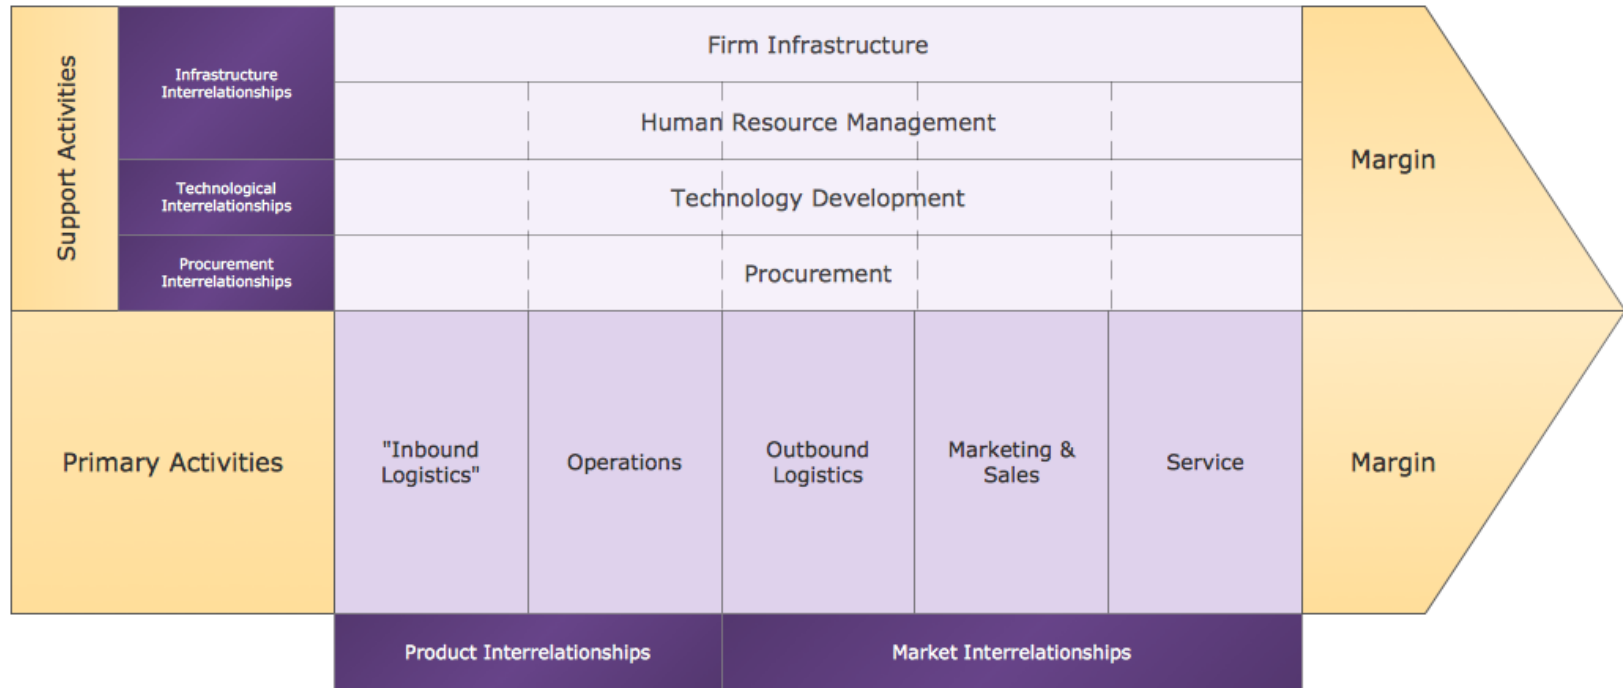 Support Activities
Infrastructure
Interrelationships
Firm Infrastructure
Human Resource Management
Technological
Interrelationships
Technology Development
Procurement
Interrelationships
Procurement
Margin
Primary Activities
"Inbound
Logistics"
Operations
Outbound
Logistics
Marketing &
Sales
Service
Margin
Product Interrelationships
Market Interrelationships